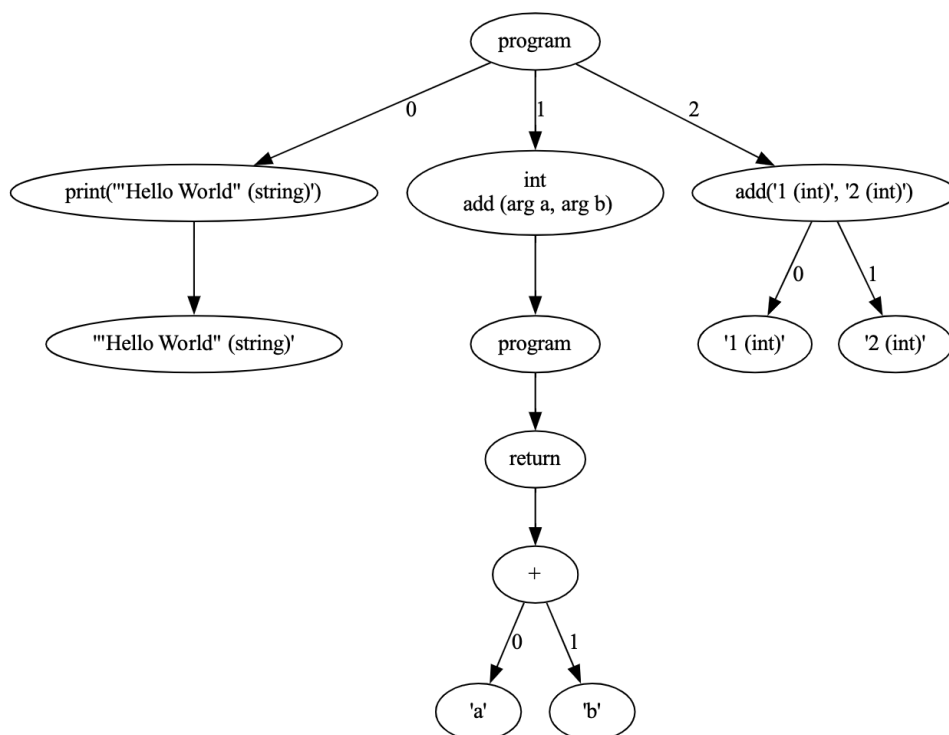 program
0
1
2
print('"Hello World" (string)')
int
add (arg a, arg b)
add('1 (int)', '2 (int)')
0
1
'"Hello World" (string)'
program
'1 (int)'
'2 (int)'
return
+
0
1
'a'
'b'